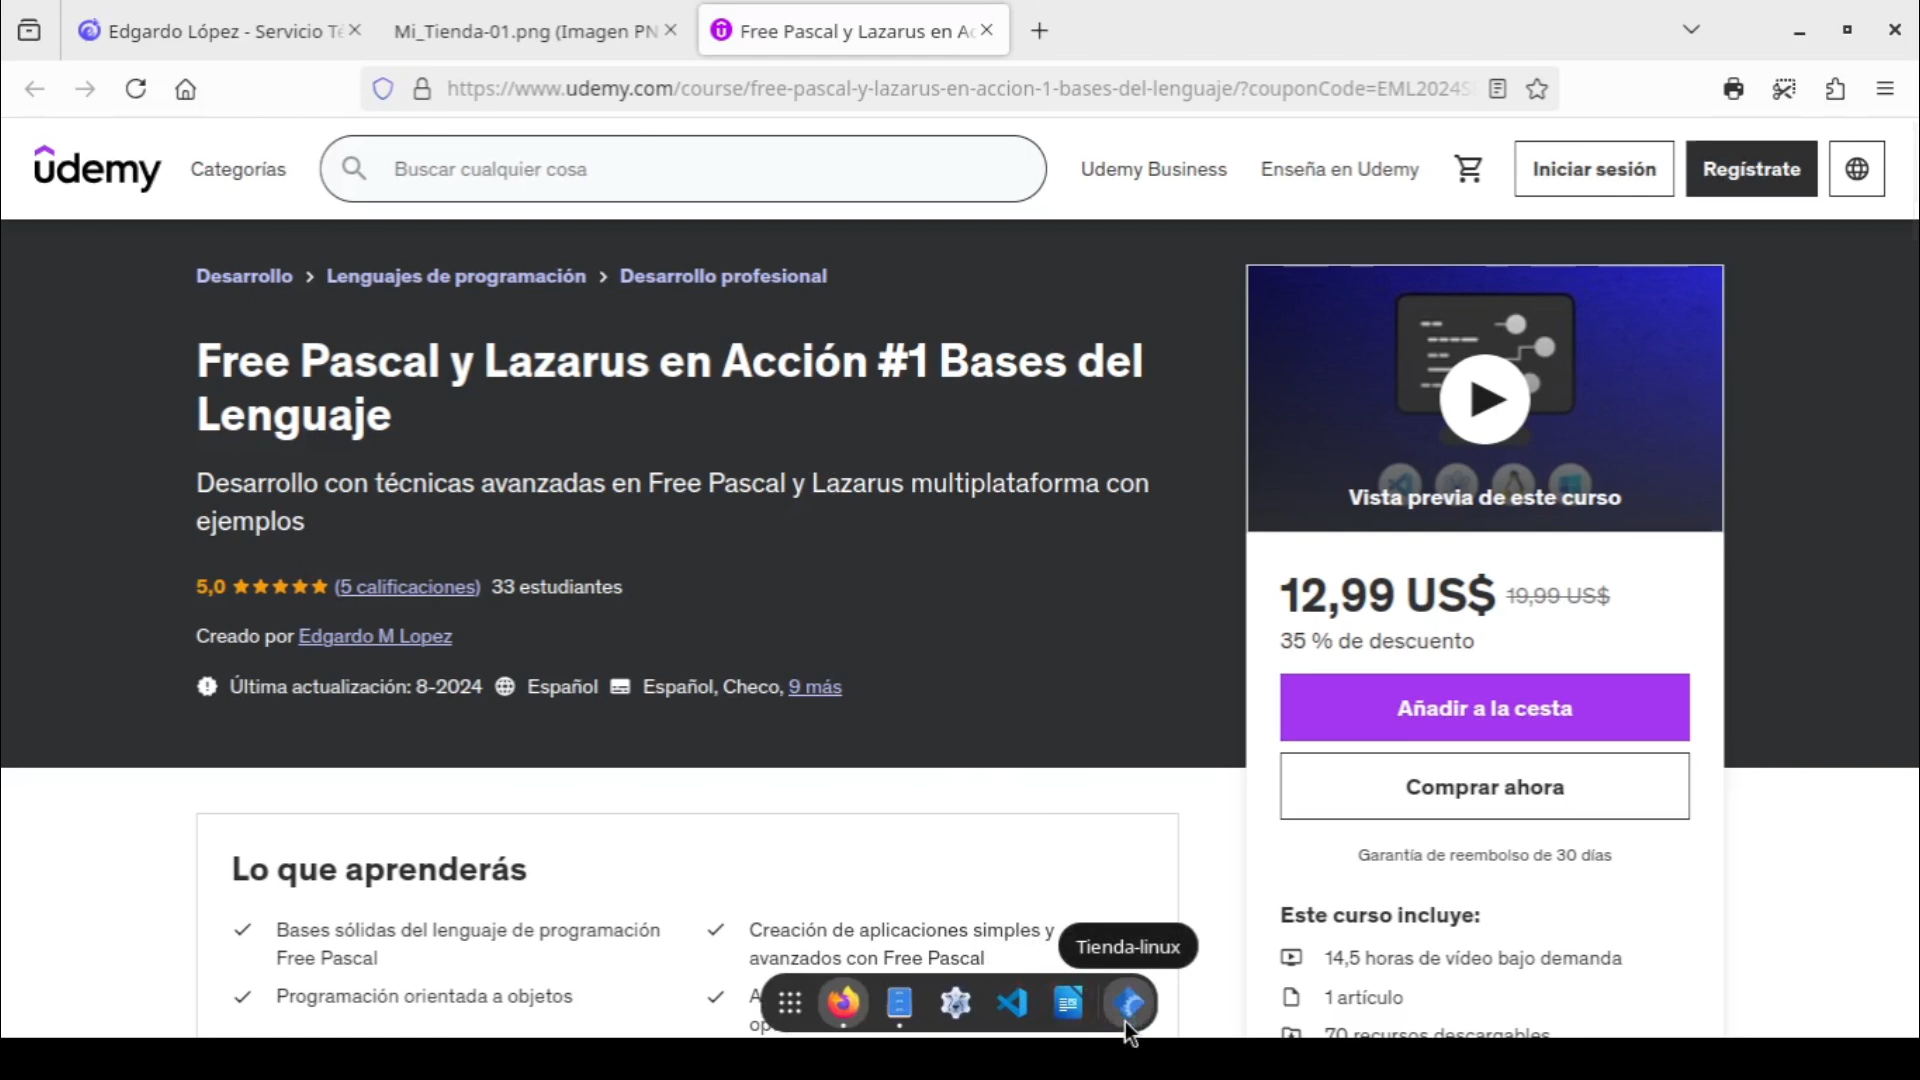 Edgardo López - Servicio Té
Mi_Tienda-01.png (Imagen PN
Free Pascal y Lazarus en Ac
https://www.udemy.com/course/free-pascal-y-lazarus-en-accion-1-bases-del-lenguaje/?couponCode=EML2024S
ûdemy
Categorías
Buscar cualquier cosa
Udemy Business
Enseña en Udemy
Iniciar sesión
Regístrate
Desarrollo > Lenguajes de programación > Desarrollo profesional
Free Pascal y Lazarus en Acción #1 Bases del
Lenguaje
Desarrollo con técnicas avanzadas en Free Pascal y Lazarus multiplataforma con
ejemplos
5,0 (5 calificaciones) 33 estudiantes
Creado por Edgardo M Lopez
Última actualización: 8-2024 Español Español, Checo, 9 más
Vista previa de este curso
12,99 US$ 19,99 US$
35 % de descuento
Añadir a la cesta
Comprar ahora
Garantía de reembolso de 30 días
Este curso incluye:
14,5 horas de vídeo bajo demanda
1 artículo
70 recursos descargables
Lo que aprenderás
Bases sólidas del lenguaje de programación
Free Pascal
Programación orientada a objetos
Creación de aplicaciones simples y
avanzados con Free Pascal
Tienda-linux